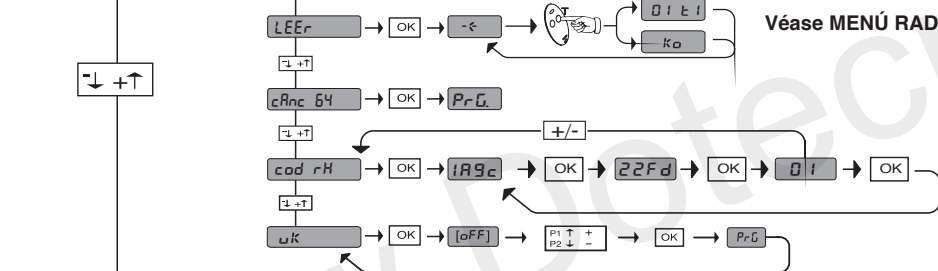 LEEr OK -÷ T 01 t1 Véase MENÚ RAD
Ko
-↓ +↑
-↓ +↑
cAnc 64 OK PrG.
-↓ +↑
+/-
cod rH OK 1A9c OK 22Fd OK 01 OK
-↓ +↑
uK OK [oFF] P1 ↑ + OK PrG
P2 ↓ -
Dotec